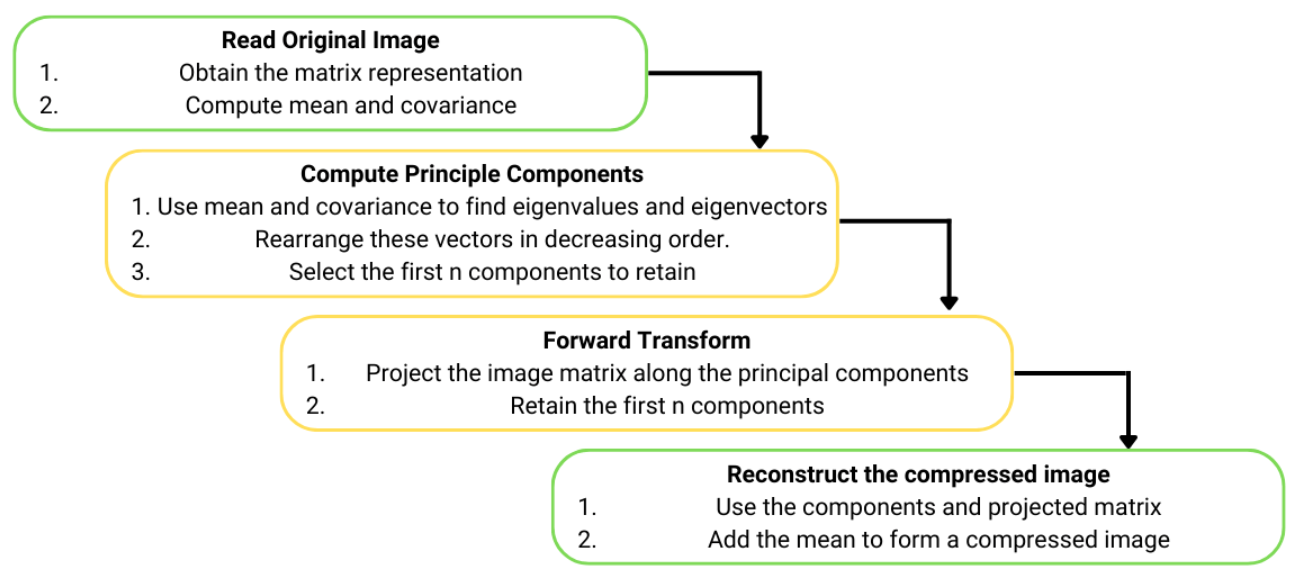 Read Original Image
1. Obtain the matrix representation
2. Compute mean and covariance
Compute Principle Components
1. Use mean and covariance to find eigenvalues and eigenvectors
2. Rearrange these vectors in decreasing order.
3. Select the first n components to retain
Forward Transform
1. Project the image matrix along the principal components
2. Retain the first n components
Reconstruct the compressed image
1. Use the components and projected matrix
2. Add the mean to form a compressed image